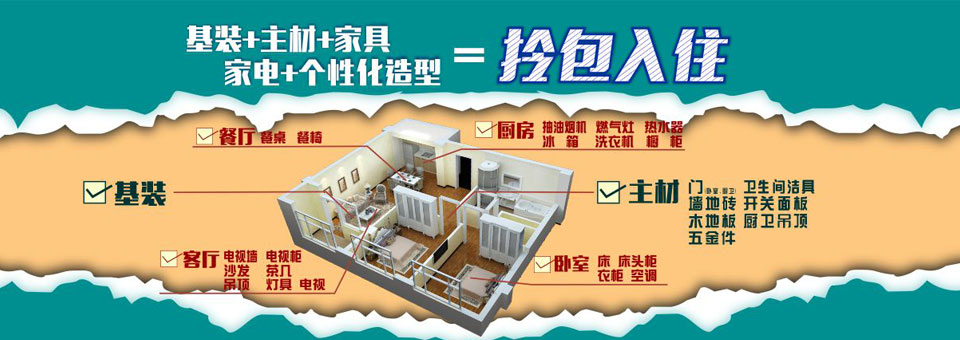 基装+主材+家具
家电+个性化造型
=
拎包入住
餐厅 餐桌 餐椅
厨房 抽油烟机 燃气灶 热水器
冰 箱 洗衣机 橱 柜
基装
主材 门 卫生间洁具
墙地砖 开关面板
木地板 厨卫吊顶
五金件
客厅 电视墙 电视柜
沙发 茶几
吊顶 灯具 电视
卧室 床 床头柜
衣柜 空调